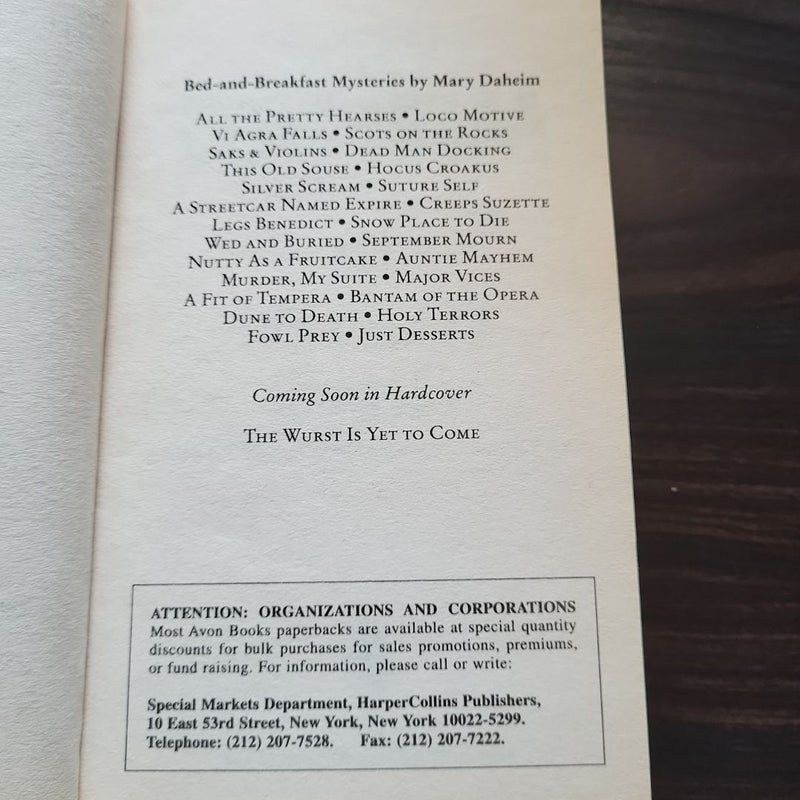 Bed-and-Breakfast Mysteries by Mary Daheim
ALL THE PRETTY HEARSES • LOCO MOTIVE
VI AGRA FALLS • SCOTS ON THE ROCKS
SAKS & VIOLINS • DEAD MAN DOCKING
THIS OLD SOUSE • HOCUS CROAKUS
SILVER SCREAM • SUTURE SELF
A STREETCAR NAMED EXPIRE • CREEPS SUZETTE
LEGS BENEDICT • SNOW PLACE TO DIE
WED AND BURIED • SEPTEMBER MOURN
NUTTY AS A FRUITCAKE • AUNTIE MAYHEM
MURDER, MY SUITE • MAJOR VICES
A FIT OF TEMPERA • BANTAM OF THE OPERA
DUNE TO DEATH • HOLY TERRORS
FOWL PREY • JUST DESSERTS
Coming Soon in Hardcover
THE WURST IS YET TO COME
ATTENTION: ORGANIZATIONS AND CORPORATIONS
Most Avon Books paperbacks are available at special quantity
discounts for bulk purchases for sales promotions, premiums,
or fund raising. For information, please call or write:
Special Markets Department, HarperCollins Publishers,
10 East 53rd Street, New York, New York 10022-5299.
Telephone: (212) 207-7528. Fax: (212) 207-7222.